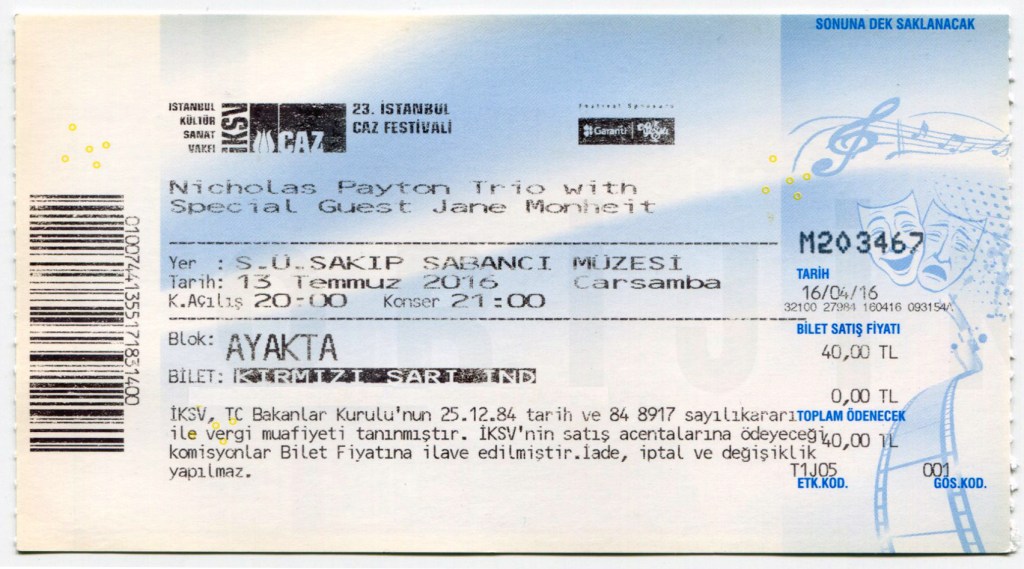 SONUNA DEK SAKLANACAK
İSTANBUL
KÜLTÜR
SANAT
VAKFI
İKSV
CAZ
23. İSTANBUL
CAZ FESTİVALİ
Festival Sponsoru
Garanti
Nicholas Payton Trio with
Special Guest Jane Monheit
Yer : S.Ü.SAKIP SABANCI MÜZESİ
Tarih: 13 Temmuz 2016 Carsamba
K.Açılış 20:00 Konser 21:00
Blok: AYAKTA
BİLET: KIRMIZI SARI IND
İKSV, TC Bakanlar Kurulu'nun 25.12.84 tarih ve 84 8917 sayılıkararı
ile vergi muafiyeti tanınmıştır. İKSV'nin satış acentalarına ödeyeceği
komisyonlar Bilet Fiyatına ilave edilmiştir.İade, iptal ve değişiklik
yapılmaz.
01007441355171831400
M203467
TARİH
16/04/16
32100 27984 160416 093154A
BİLET SATIŞ FİYATI
40,00 TL
0,00 TL
TOPLAM ÖDENECEK
40,00 TL
T1J05 001
ETK.KOD. GÖS.KOD.